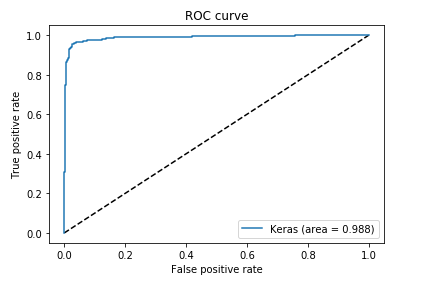 ROC curve
1.0
0.8
0.6
0.4
0.2
0.0
True positive rate
Keras (area = 0.988)
0.0 0.2 0.4 0.6 0.8 1.0
False positive rate